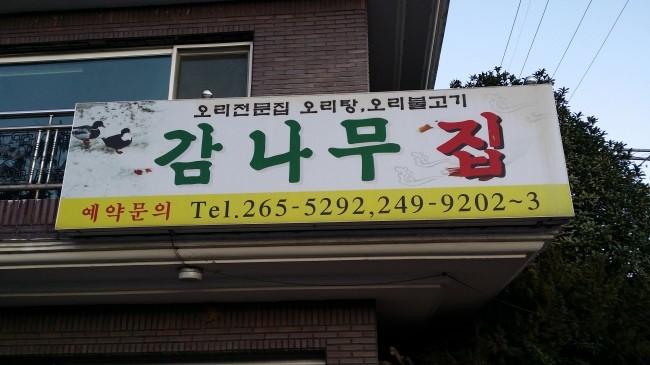 오리전문집 오리탕,오리불고기
감나무집
예약문의 Tel.265-5292,249-9202~3